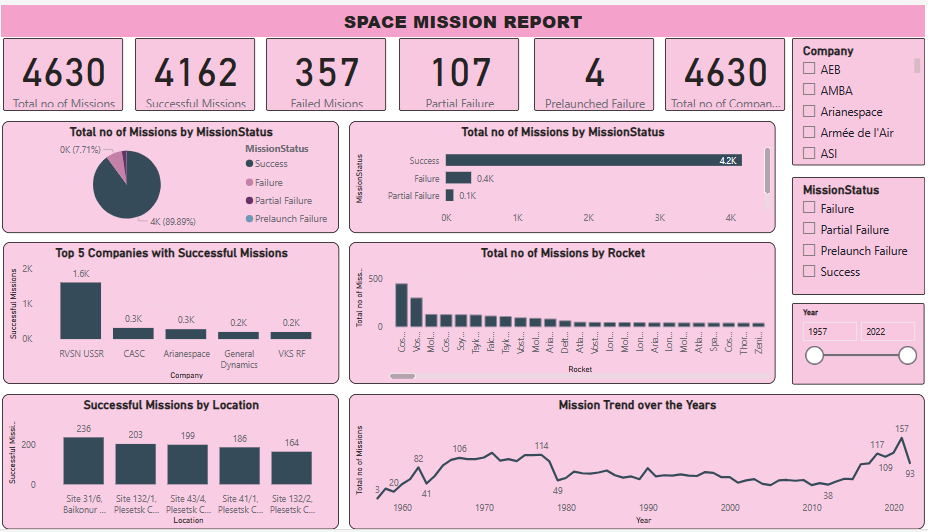 SPACE MISSION REPORT
4630
Total no of Missions
4162
Successful Missions
357
Failed Misions
107
Partial Failure
4
Prelaunched Failure
4630
Total no of Compan...
Company
AEB
AMBA
Arianespace
Armée de l'Air
ASI
Total no of Missions by MissionStatus
0K (7.71%)
4K (89.89%)
MissionStatus
Success
Failure
Partial Failure
Prelaunch Failure
Total no of Missions by MissionStatus
MissionStatus
Success
4.2K
Failure
0.4K
Partial Failure
0.1K
0K 1K 2K 3K 4K
MissionStatus
Failure
Partial Failure
Prelaunch Failure
Success
Top 5 Companies with Successful Missions
Successful Missions
2K
1K
0K
1.6K 0.3K 0.3K 0.2K 0.2K
RVSN USSR CASC Arianespace General Dynamics VKS RF
Company
Total no of Missions by Rocket
Total no of Miss...
500
0
Cos... Vos... Mol... Cos... Soy... Tsyk... Falc... Tsyk... Vost... Mol... Aria... Delt... Atla... Vost... Lon... Mol... Lon... Aria... Lon... Mol... Atla... Spa... Cos... Thor... Zeni...
Rocket
Year
1957 2022
Successful Missions by Location
Successful Missi...
200
0
236 203 199 186 164
Site 31/6, Site 132/1, Site 43/4, Site 41/1, Site 132/2,
Baikonur ... Plesetsk C... Plesetsk C... Plesetsk C... Plesetsk C...
Location
Mission Trend over the Years
Total no of Missions
3 20 82 41 106 114 49 38 117 109 157 93
1960 1970 1980 1990 2000 2010 2020
Year